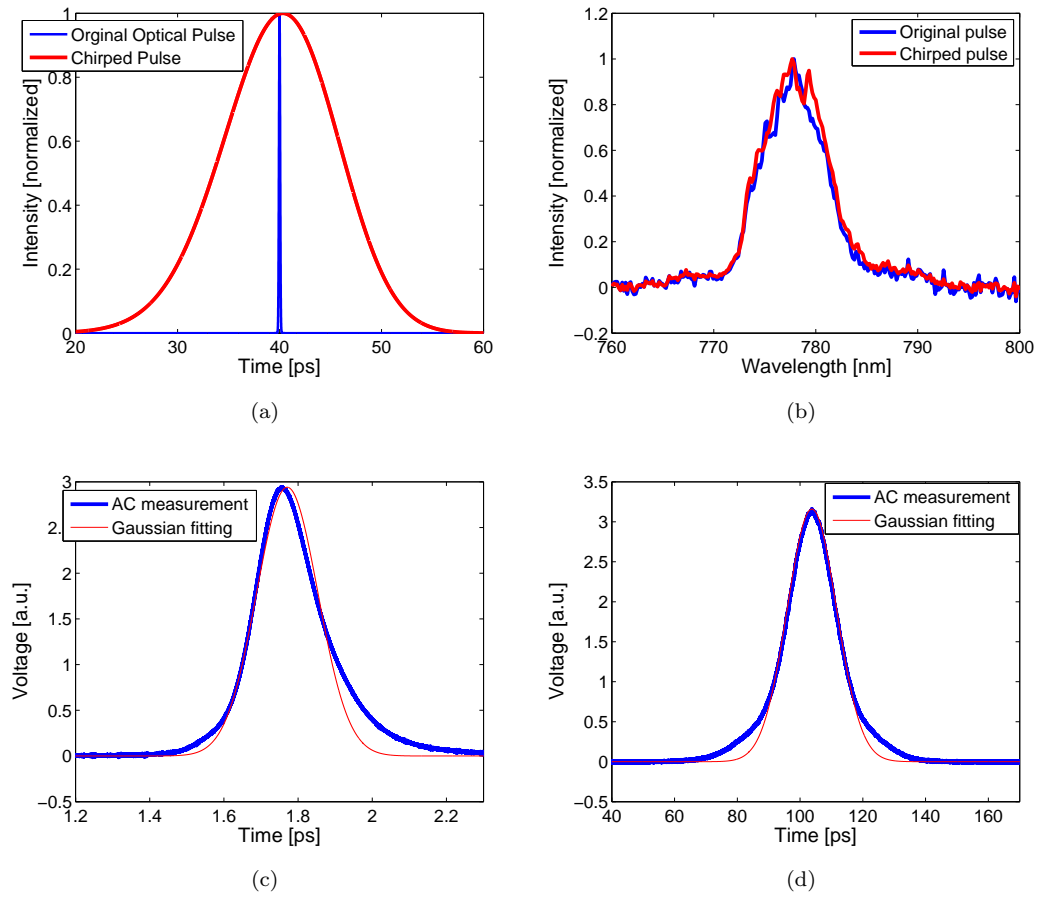 Intensity [normalized]
1
0.8
0.6
0.4
0.2
0
20 30 40 50 60
Time [ps]
Orginal Optical Pulse
Chirped Pulse
(a)
Intensity [normalized]
1.2
1
0.8
0.6
0.4
0.2
0
−0.2
760 770 780 790 800
Wavelength [nm]
Original pulse
Chirped pulse
(b)
Voltage [a.u.]
3
2.
2
1.5
1
0.5
0
−0.5
1.2 1.4 1.6 1.8 2 2.2
Time [ps]
AC measurement
Gaussian fitting
(c)
Voltage [a.u.]
3.5
3
2.5
2
1.5
1
0.5
0
−0.5
40 60 80 100 120 140 160
Time [ps]
AC measurement
Gaussian fitting
(d)